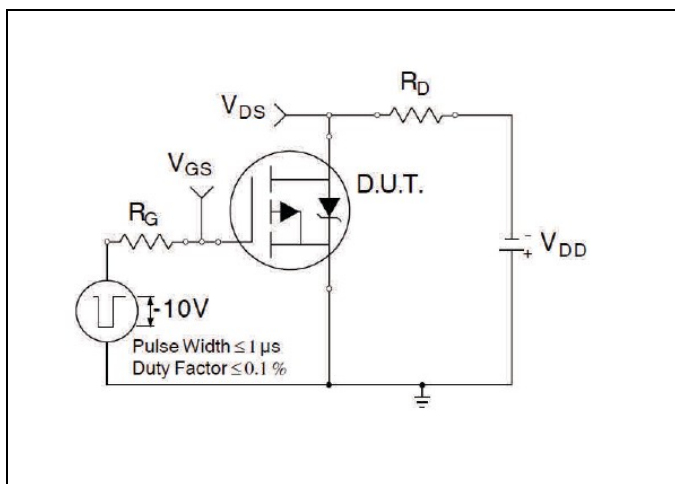 R_D
V_DS
V_GS
D.U.T.
R_G
- 
+ V_DD
-10V
Pulse Width ≤ 1 µs
Duty Factor ≤ 0.1 %